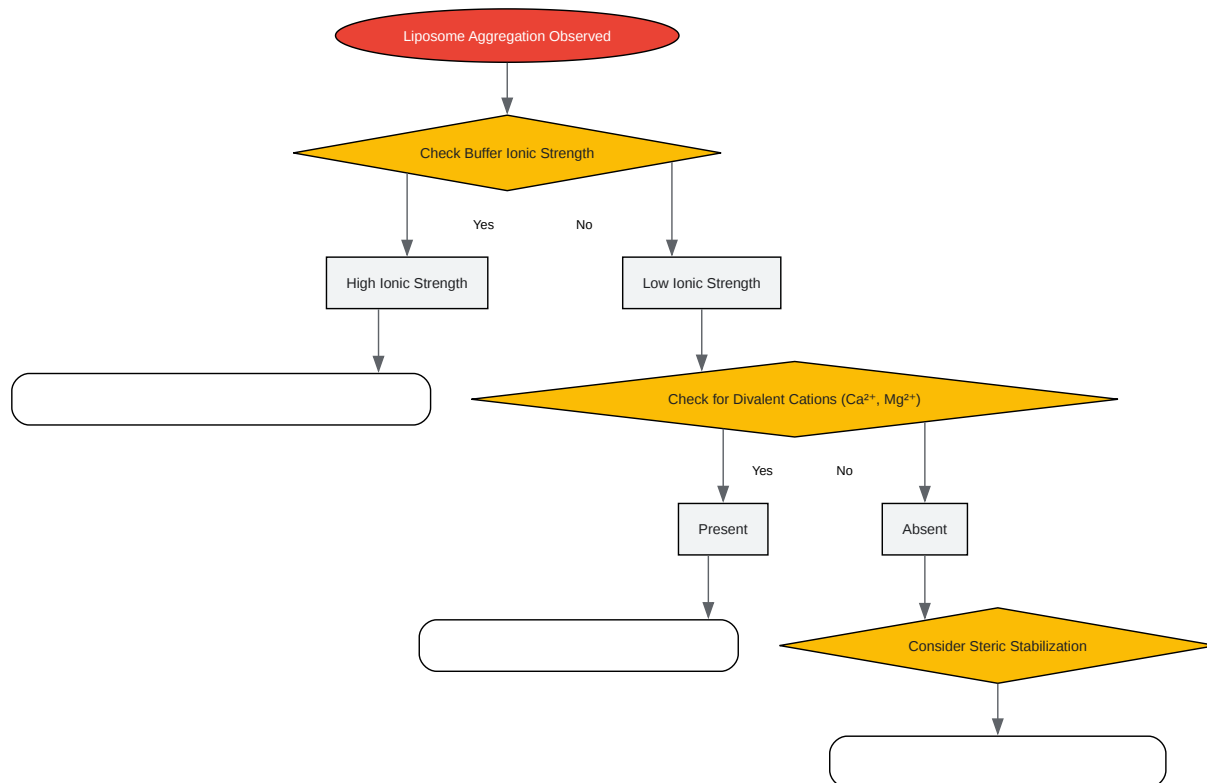 Liposome Aggregation Observed
Check Buffer Ionic Strength
Yes
No
High Ionic Strength
Low Ionic Strength
Check for Divalent Cations (Ca²⁺, Mg²⁺)
Yes
No
Present
Absent
Consider Steric Stabilization